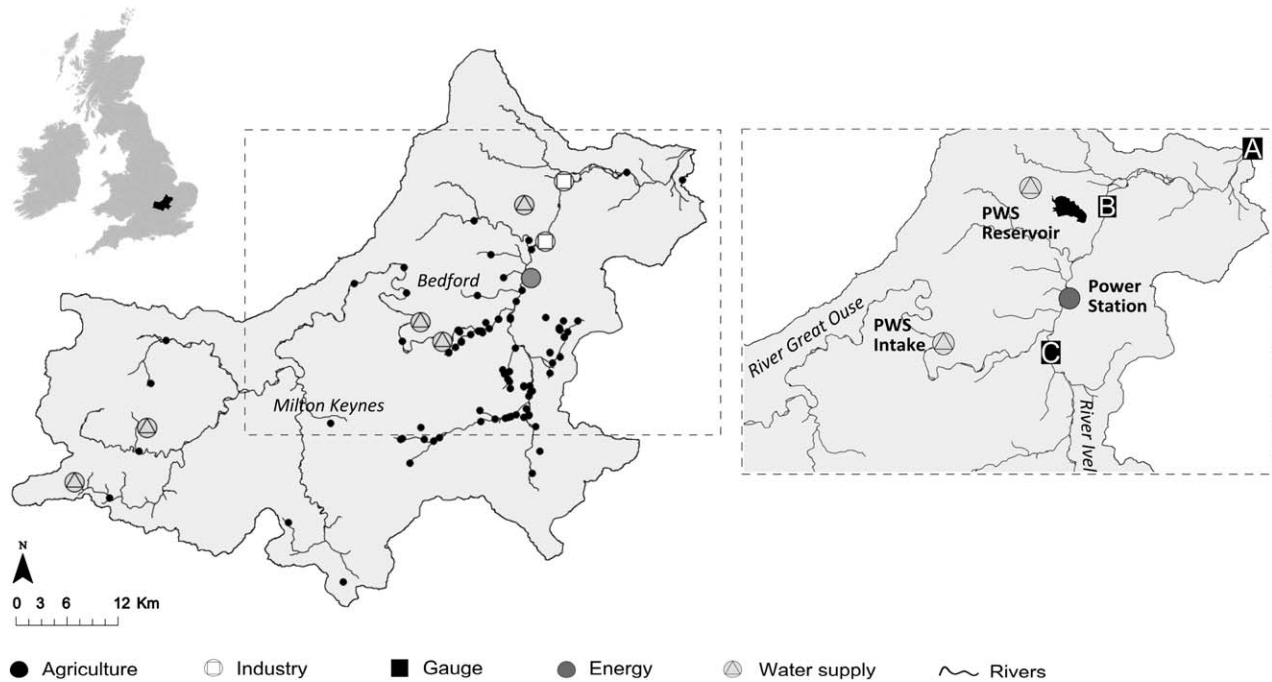 Bedford
Milton Keynes
N
0 3 6 12 Km
A
B
PWS
Reservoir
Power
Station
River Great Ouse
PWS
Intake
C
River Ivel
Agriculture Industry Gauge Energy Water supply Rivers